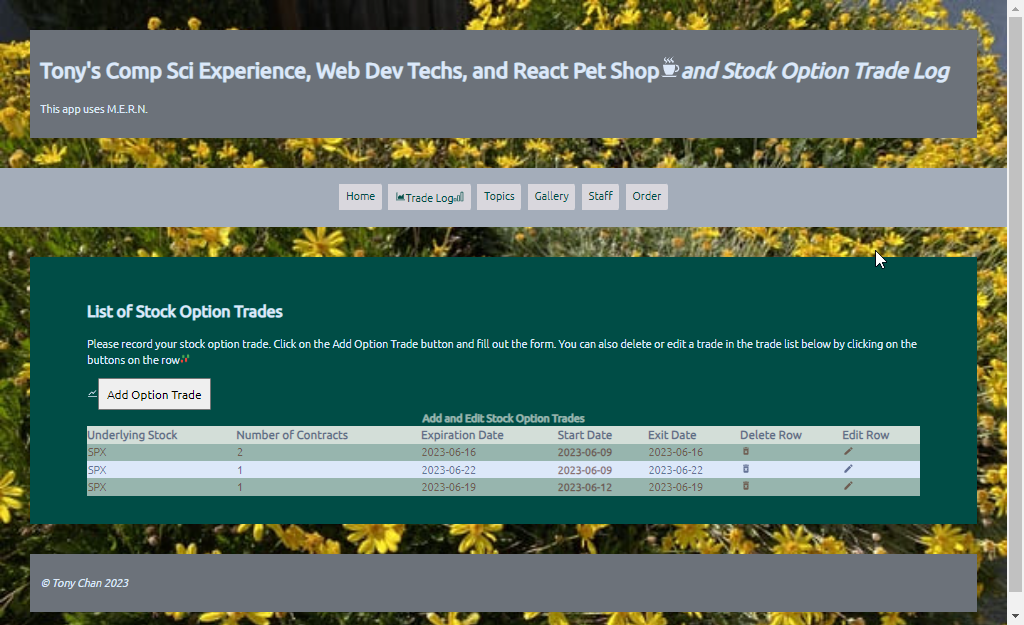 Tony's Comp Sci Experience, Web Dev Techs, and React Pet Shop and Stock Option Trade Log
This app uses M.E.R.N.
Home Trade Log Topics Gallery Staff Order
List of Stock Option Trades
Please record your stock option trade. Click on the Add Option Trade button and fill out the form. You can also delete or edit a trade in the trade list below by clicking on the
buttons on the row
Add Option Trade
Add and Edit Stock Option Trades
Underlying Stock Number of Contracts Expiration Date Start Date Exit Date Delete Row Edit Row
SPX 2 2023-06-16 2023-06-09 2023-06-16
SPX 1 2023-06-22 2023-06-09 2023-06-22
SPX 1 2023-06-19 2023-06-12 2023-06-19
© Tony Chan 2023